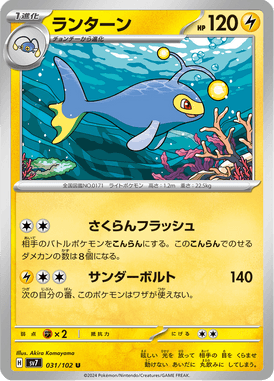 1進化
ランターン
HP 120
チョンチーから進化
全国図鑑NO.0171 ライトポケモン 高さ:1.2m 重さ:22.5kg
さくらんフラッシュ
相手のバトルポケモンをこんらんにする。このこんらんでのせる
ダメカンの数は8個になる。
サンダーボルト 140
次の自分の番、このポケモンはワザが使えない。
弱点 ×2 抵抗力 にげる
Illus. Akira Komayama
H SV7 031/102 U
©2024 Pokémon/Nintendo/Creatures/GAME FREAK.